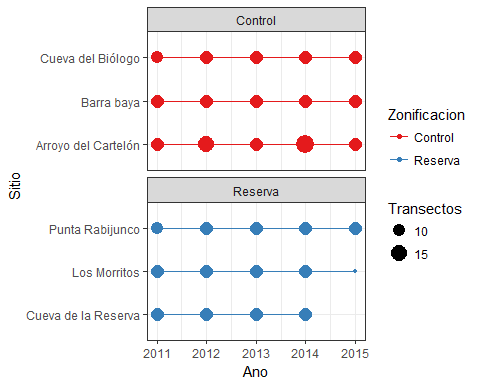 Control
Cueva del Biólogo
Barra baya
Arroyo del Cartelón
Reserva
Punta Rabijunco
Los Morritos
Cueva de la Reserva
2011 2012 2013 2014 2015
Ano
Sitio
Zonificacion
Control
Reserva
Transectos
10
15